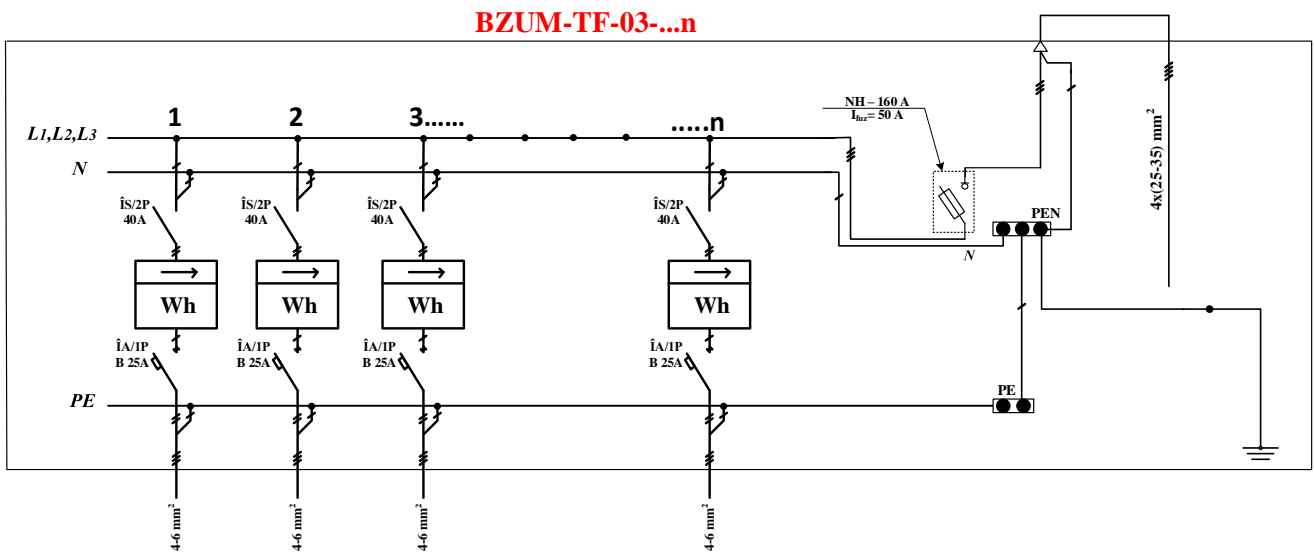 BZUM-TF-03-...n
NH – 160 A
I fuz= 50 A
1
2
3......
.....n
L1,L2,L3
N
4x(25-35) mm²
ÎS/2P
40A
ÎS/2P
40A
ÎS/2P
40A
ÎS/2P
40A
PEN
N
Wh
Wh
Wh
Wh
ÎA/1P
B 25A
ÎA/1P
B 25A
ÎA/1P
B 25A
ÎA/1P
B 25A
PE
PE
4-6 mm²
4-6 mm²
4-6 mm²
4-6 mm²